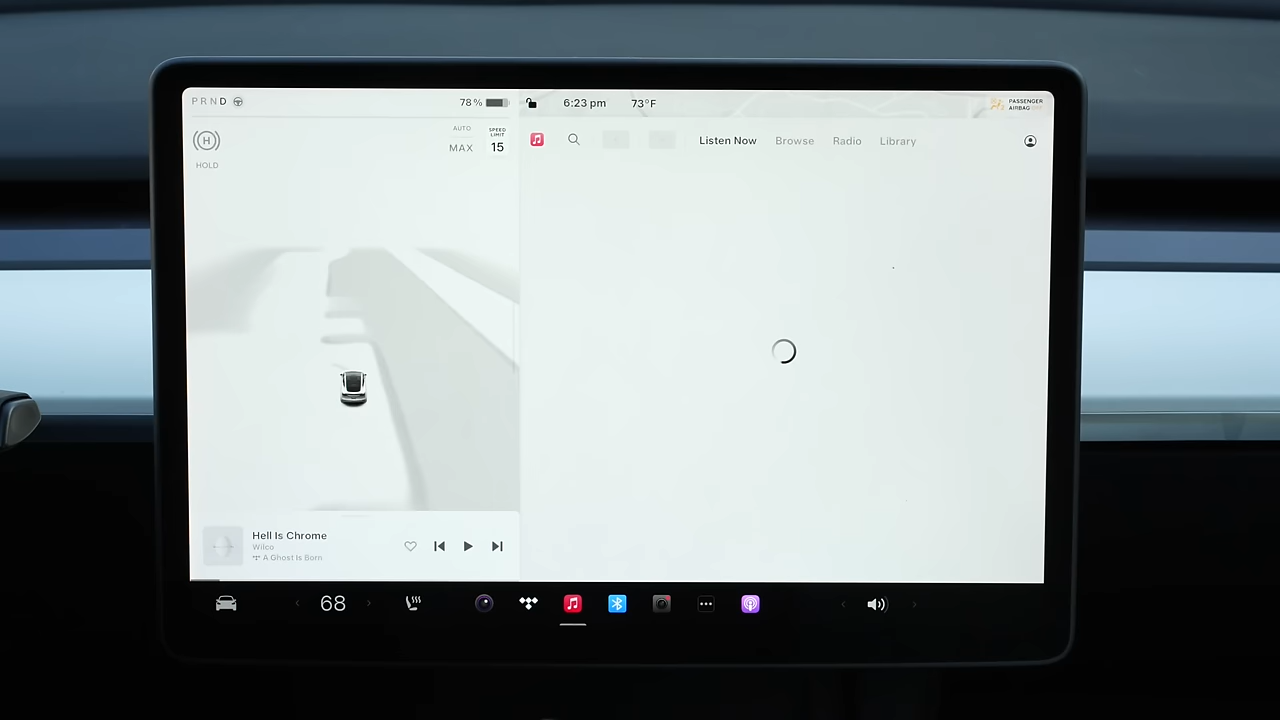 PRND
78 %
6:23 pm
73°F
PASSENGER
AIRBAG
H
HOLD
AUTO
MAX
SPEED
LIMIT
15
Listen Now
Browse
Radio
Library
Hell Is Chrome
Wilco
A Ghost Is Born
68